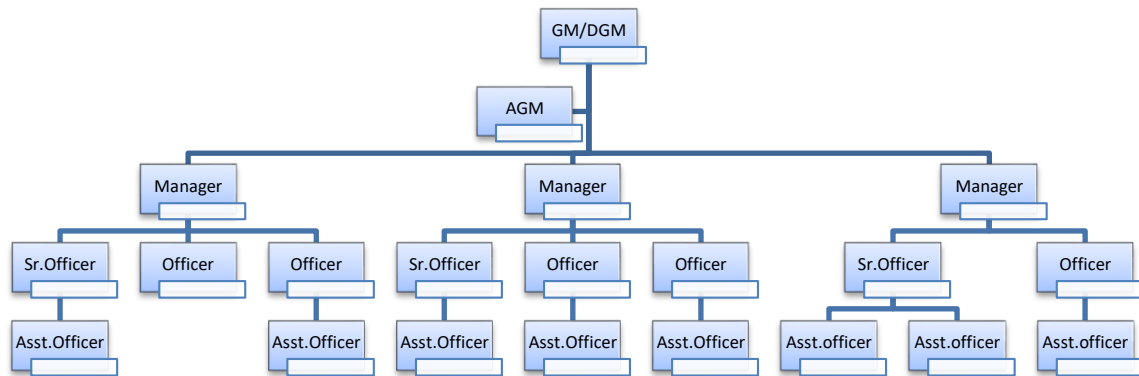 GM/DGM
AGM
Manager
Manager
Manager
Sr.Officer
Officer
Officer
Sr.Officer
Officer
Officer
Sr.Officer
Officer
Asst.Officer
Asst.Officer
Asst.Officer
Asst.Officer
Asst.Officer
Asst.officer
Asst.officer
Asst.officer